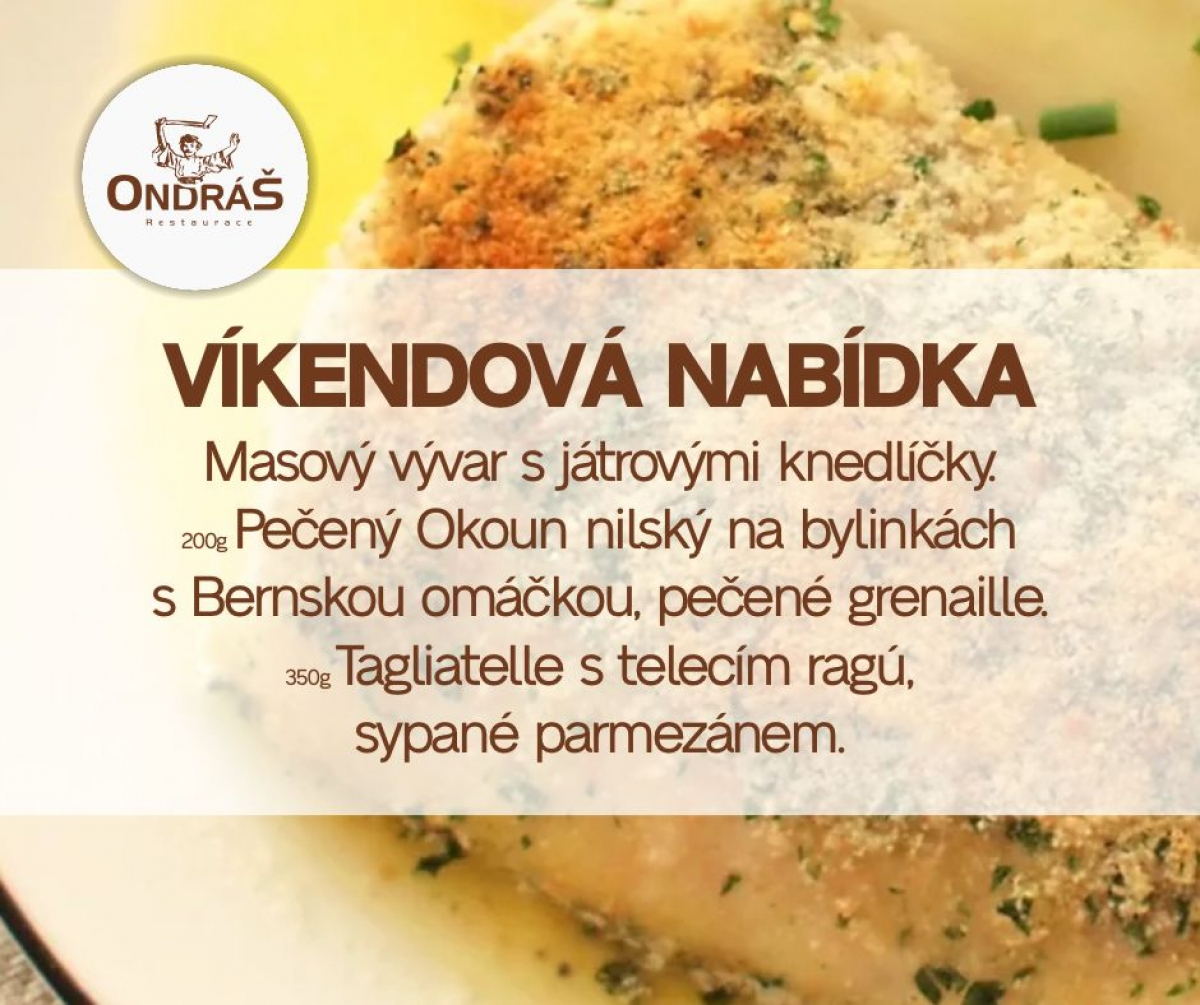 ONDRÁŠ
Restaurace
VÍKENDOVÁ NABÍDKA
Masový vývar s játrovými knedlíčky.
200g Pečený Okoun nilský na bylinkách
s Bernskou omáčkou, pečené grenaille.
350g Tagliatelle s telecím ragú,
sypané parmezánem.